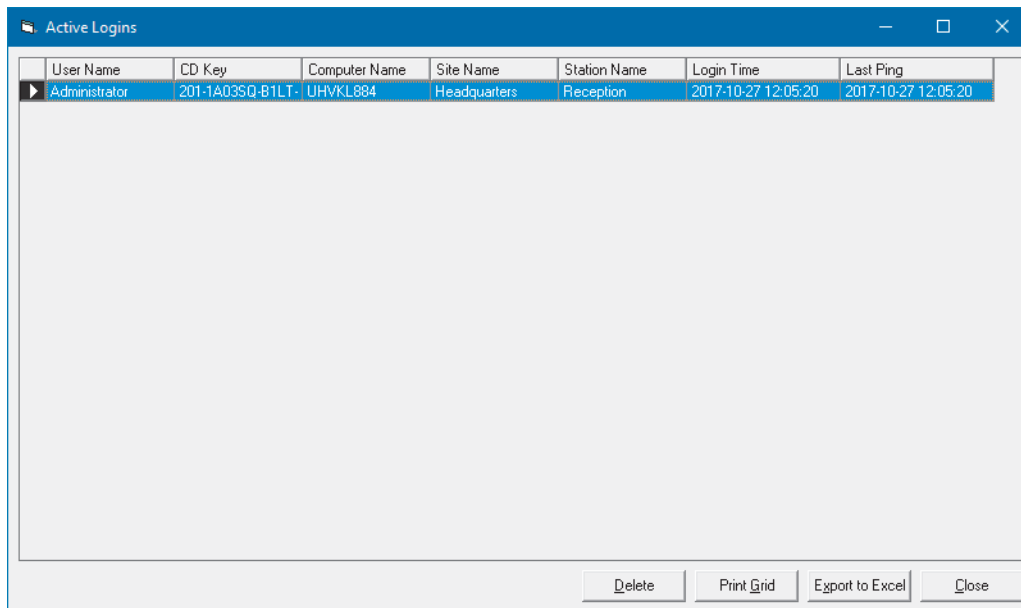 Active Logins
User Name CD Key Computer Name Site Name Station Name Login Time Last Ping
Administrator 201-1A03SQ-B1LT- UHVKL884 Headquarters Reception 2017-10-27 12:05:20 2017-10-27 12:05:20
Delete Print Grid Export to Excel Close